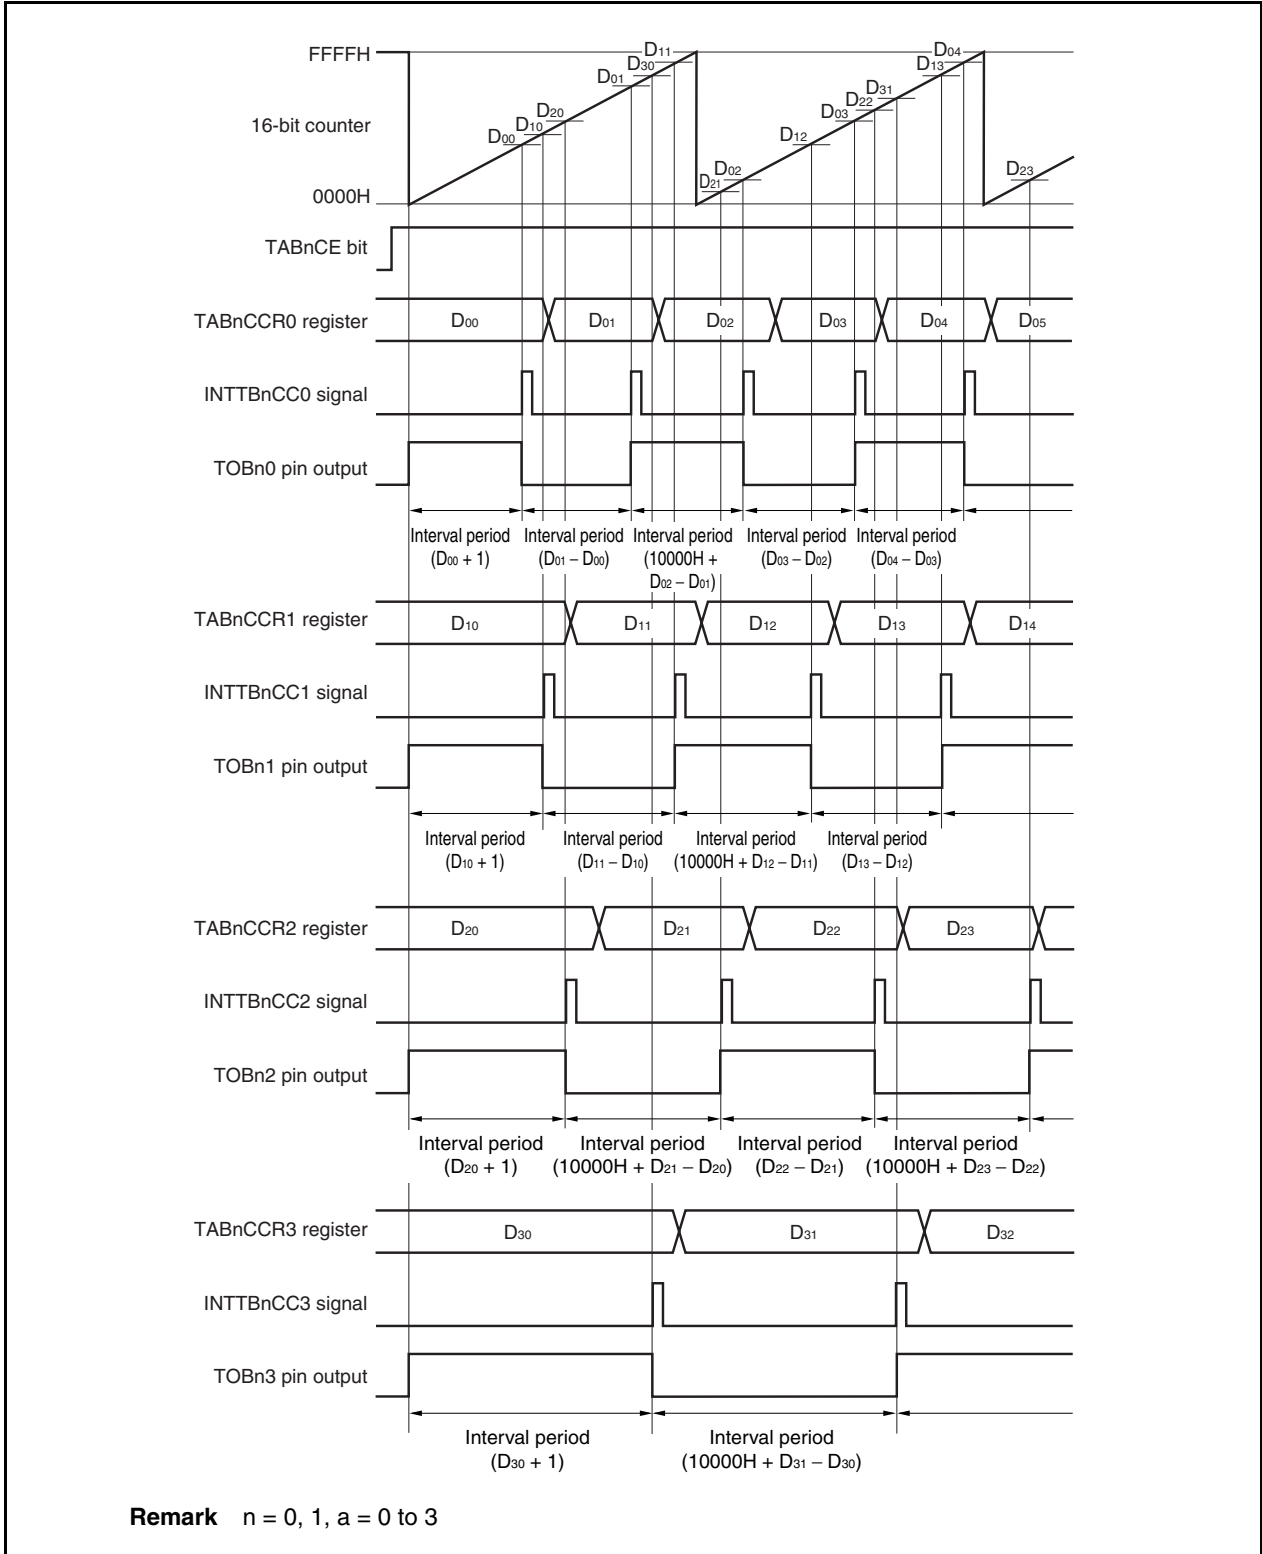 D11
FFFFH
D04
D30
D13
D01
D31
D20
D22
16-bit counter
D10
D03
D00
D12
D02
D23
D21
0000H
TABnCE bit
TABnCCR0 register D00 D01 D02 D03 D04 D05
INTTBnCC0 signal
TOBn0 pin output
Interval period (D00 + 1)
Interval period (D01 – D00)
Interval period (10000H + D02 – D01)
Interval period (D03 – D02)
Interval period (D04 – D03)
TABnCCR1 register D10 D11 D12 D13 D14
INTTBnCC1 signal
TOBn1 pin output
Interval period (D10 + 1)
Interval period (D11 – D10)
Interval period (10000H + D12 – D11)
Interval period (D13 – D12)
TABnCCR2 register D20 D21 D22 D23
INTTBnCC2 signal
TOBn2 pin output
Interval period (D20 + 1)
Interval period (10000H + D21 – D20)
Interval period (D22 – D21)
Interval period (10000H + D23 – D22)
TABnCCR3 register D30 D31 D32
INTTBnCC3 signal
TOBn3 pin output
Interval period (D30 + 1)
Interval period (10000H + D31 – D30)
Remark n = 0, 1, a = 0 to 3